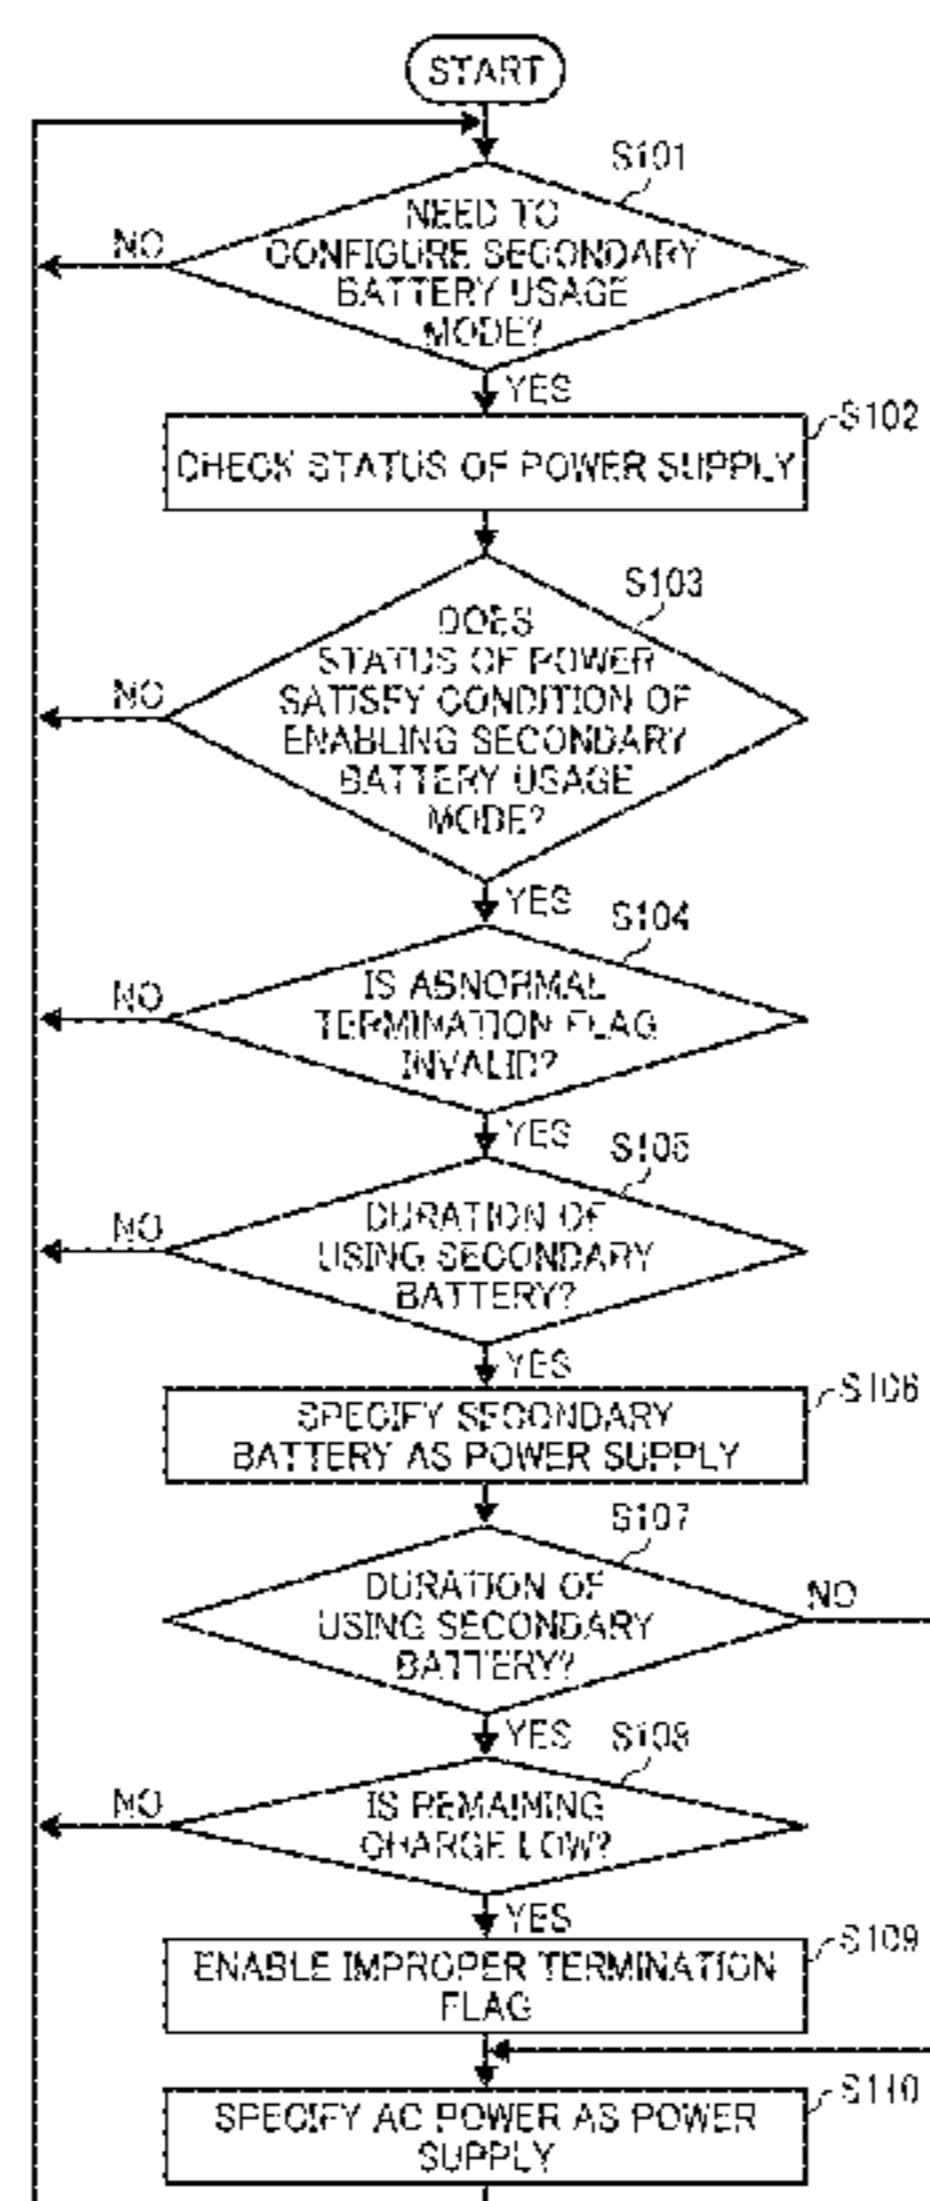 START
S101
NEED TO
CONFIGURE SECONDARY
BATTERY USAGE
MODE?
NO
YES
S102
CHECK STATUS OF POWER SUPPLY
S103
DOES
STATUS OF POWER
SATISFY CONDITION OF
ENABLING SECONDARY
BATTERY USAGE
MODE?
NO
YES
S104
IS ABNORMAL
TERMINATION FLAG
INVALID?
NO
YES
S105
DURATION OF
USING SECONDARY
BATTERY?
NO
YES
S106
SPECIFY SECONDARY
BATTERY AS POWER SUPPLY
S107
DURATION OF
USING SECONDARY
BATTERY?
NO
YES
S108
IS REMAINING
CHARGE LOW?
NO
YES
S109
ENABLE IMPROPER TERMINATION
FLAG
S110
SPECIFY AC POWER AS POWER
SUPPLY